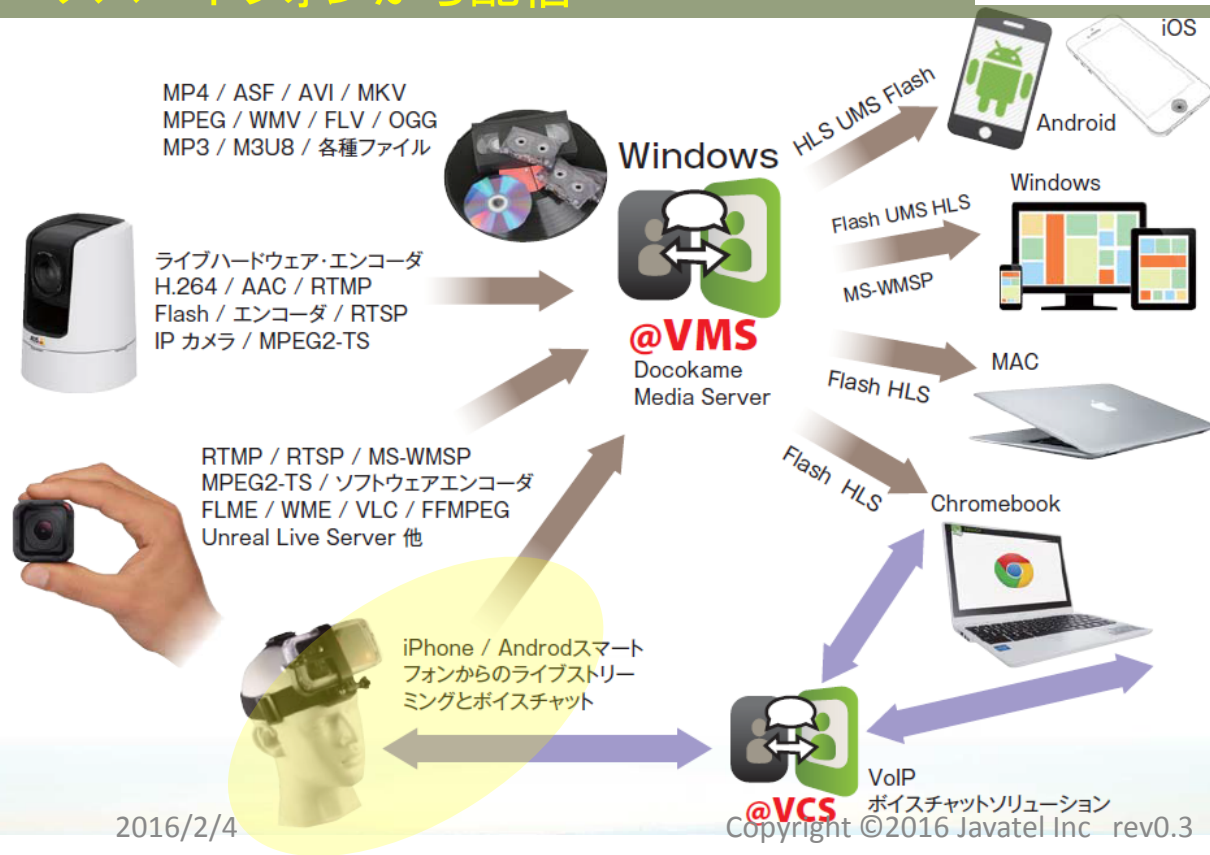 から配信
iOS
Android
MP4 / ASF / AVI / MKV
MPEG / WMV / FLV / OGG
MP3 / M3U8 / 各種ファイル
Windows
HLS UMS Flash
Windows
Flash UMS HLS
MS-WMSP
ライブハードウェア・エンコーダ
H.264 / AAC / RTMP
Flash / エンコーダ / RTSP
IP カメラ / MPEG2-TS
@VMS
Docokame
Media Server
MAC
Flash HLS
RTMP / RTSP / MS-WMSP
MPEG2-TS / ソフトウェアエンコーダ
FLME / WME / VLC / FFMPEG
Unreal Live Server 他
Flash HLS
Chromebook
iPhone / Androdスマート
フォンからのライブストリー
ミングとボイスチャット
VoIP
ボイスチャットソリューション
@VCS
2016/2/4
Copyright ©2016 Javatel Inc rev0.3